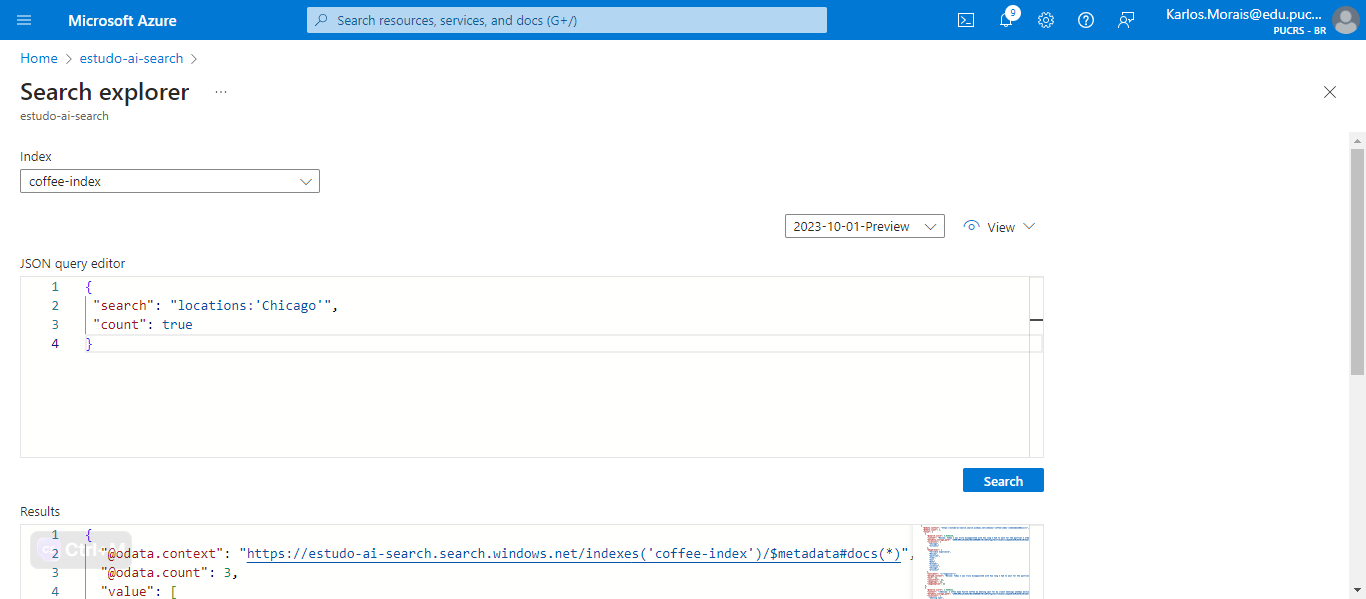 Microsoft Azure
Search resources, services, and docs (G+/)
9
Karlos.Morais@edu.puc...
PUCRS - BR
Home > estudo-ai-search >
Search explorer ...
estudo-ai-search
Index
coffee-index
2023-10-01-Preview
View
JSON query editor
1 {
2 "search": "locations:'Chicago'",
3 "count": true
4 }
Search
Results
1 {
2 "@odata.context": "https://estudo-ai-search.search.windows.net/indexes('coffee-index')/$metadata#docs(*)",
3 "@odata.count": 3,
4 "value": [
Ctrl+M